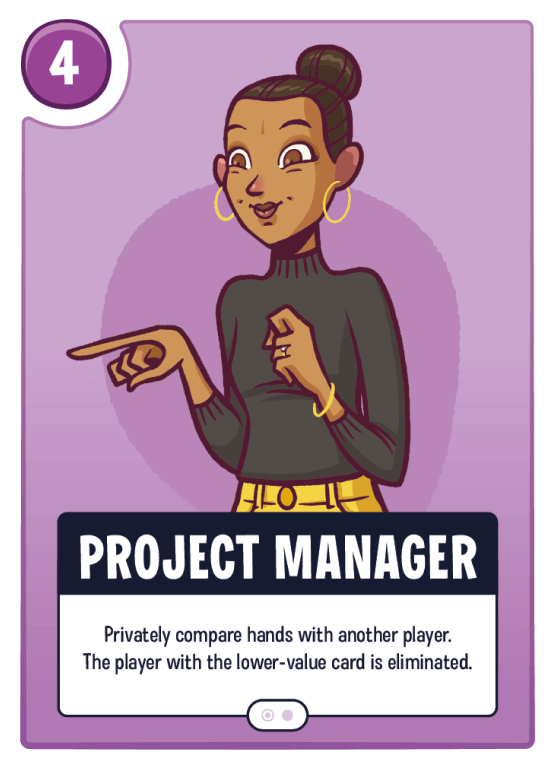 4
PROJECT MANAGER
Privately compare hands with another player.
The player with the lower-value card is eliminated.